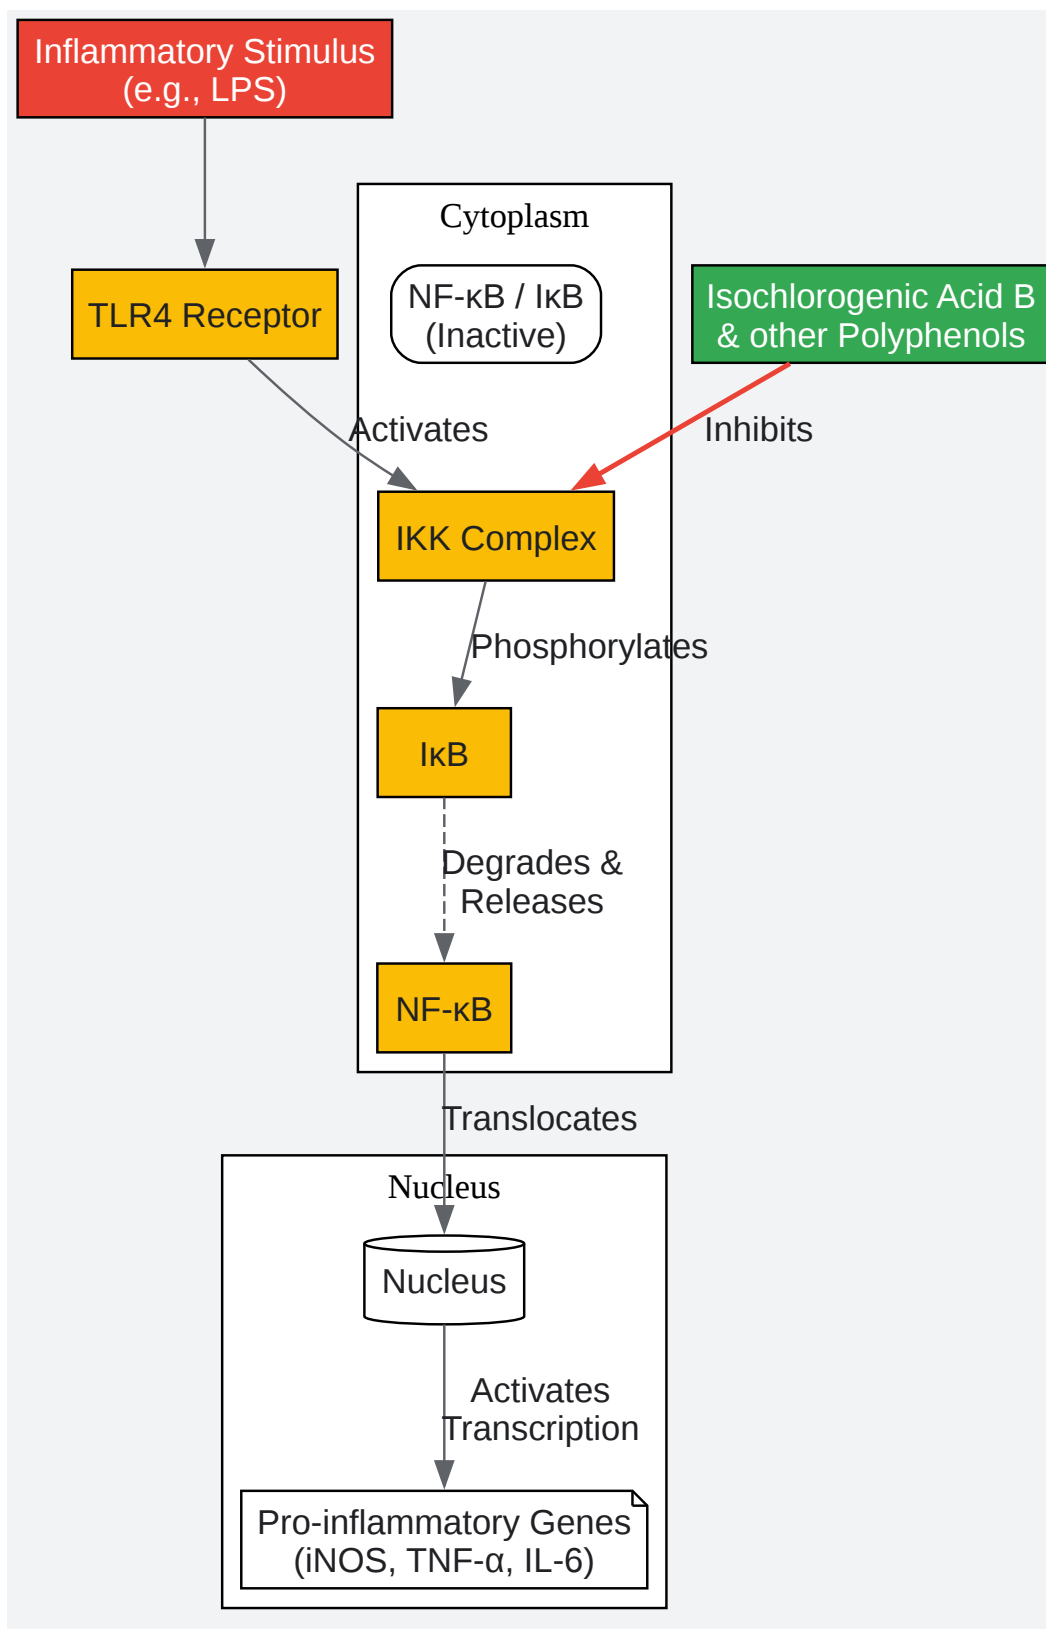 Inflammatory Stimulus
(e.g., LPS)
Cytoplasm
TLR4 Receptor
NF-κB / IκB
(Inactive)
Isochlorogenic Acid B
& other Polyphenols
Activates
Inhibits
IKK Complex
Phosphorylates
IκB
Degrades &
Releases
NF-κB
Translocates
Nucleus
Nucleus
Activates
Transcription
Pro-inflammatory Genes
(iNOS, TNF-α, IL-6)